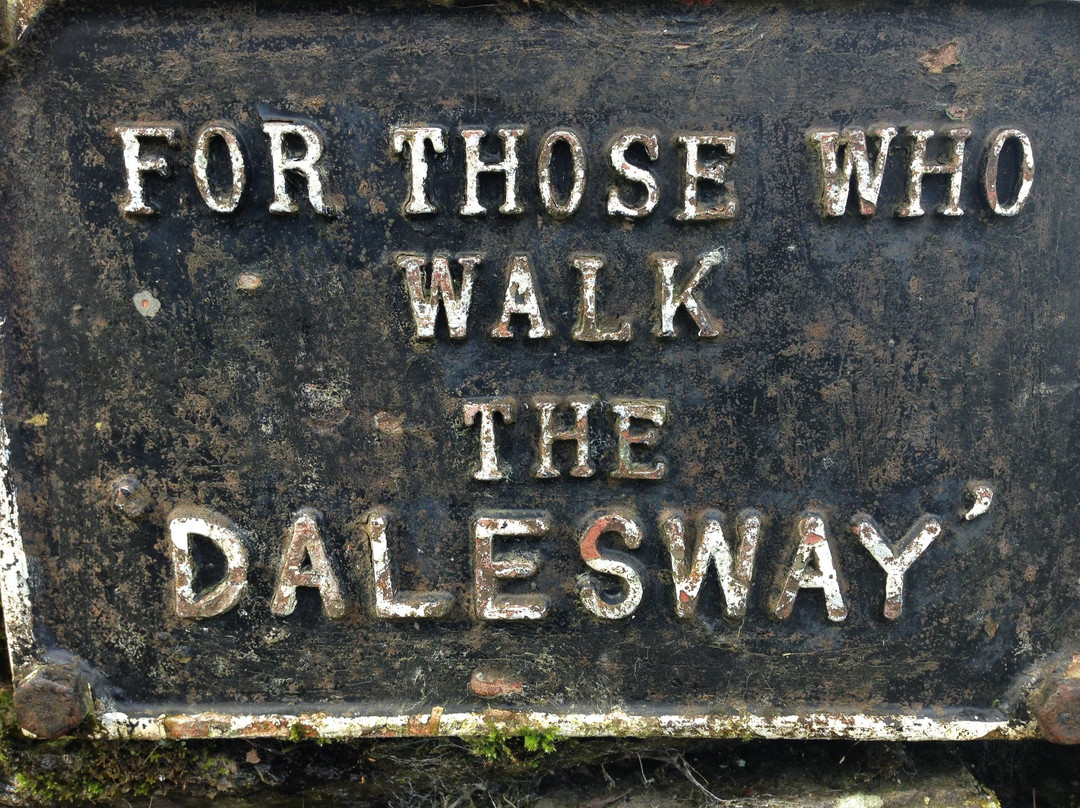 FOR THOSE WHO
WALK
THE
DALESWAY’